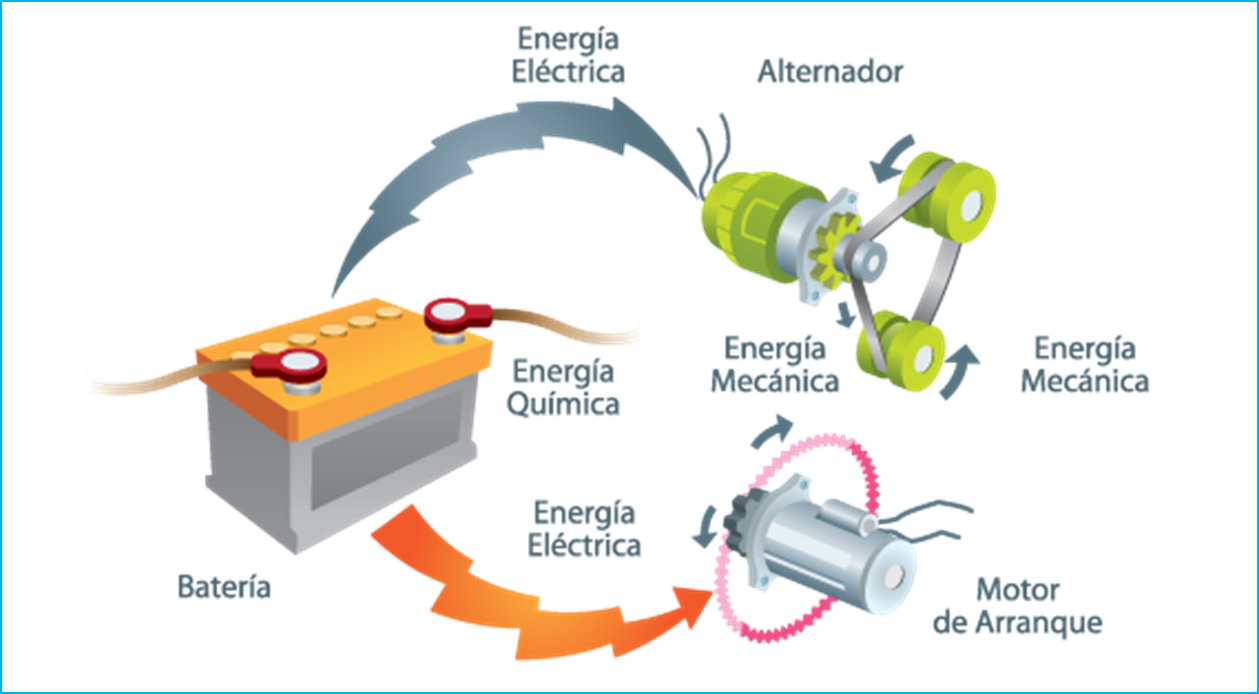 Energía
Eléctrica
Alternador
Energía
Mecánica
Energía
Mecánica
Energía
Química
Energía
Eléctrica
Batería
Motor
de Arranque